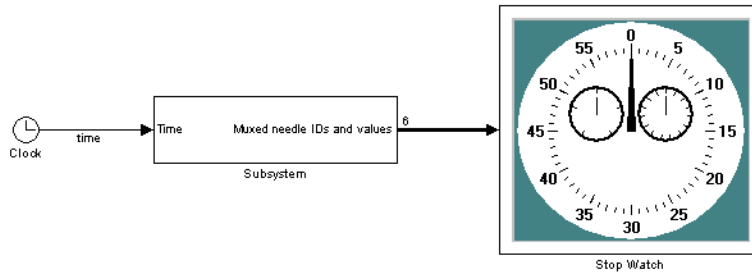 Clock
time
Time
Muxed needle IDs and values
Subsystem
6
0
5
10
15
20
25
30
35
40
45
50
55
Stop Watch